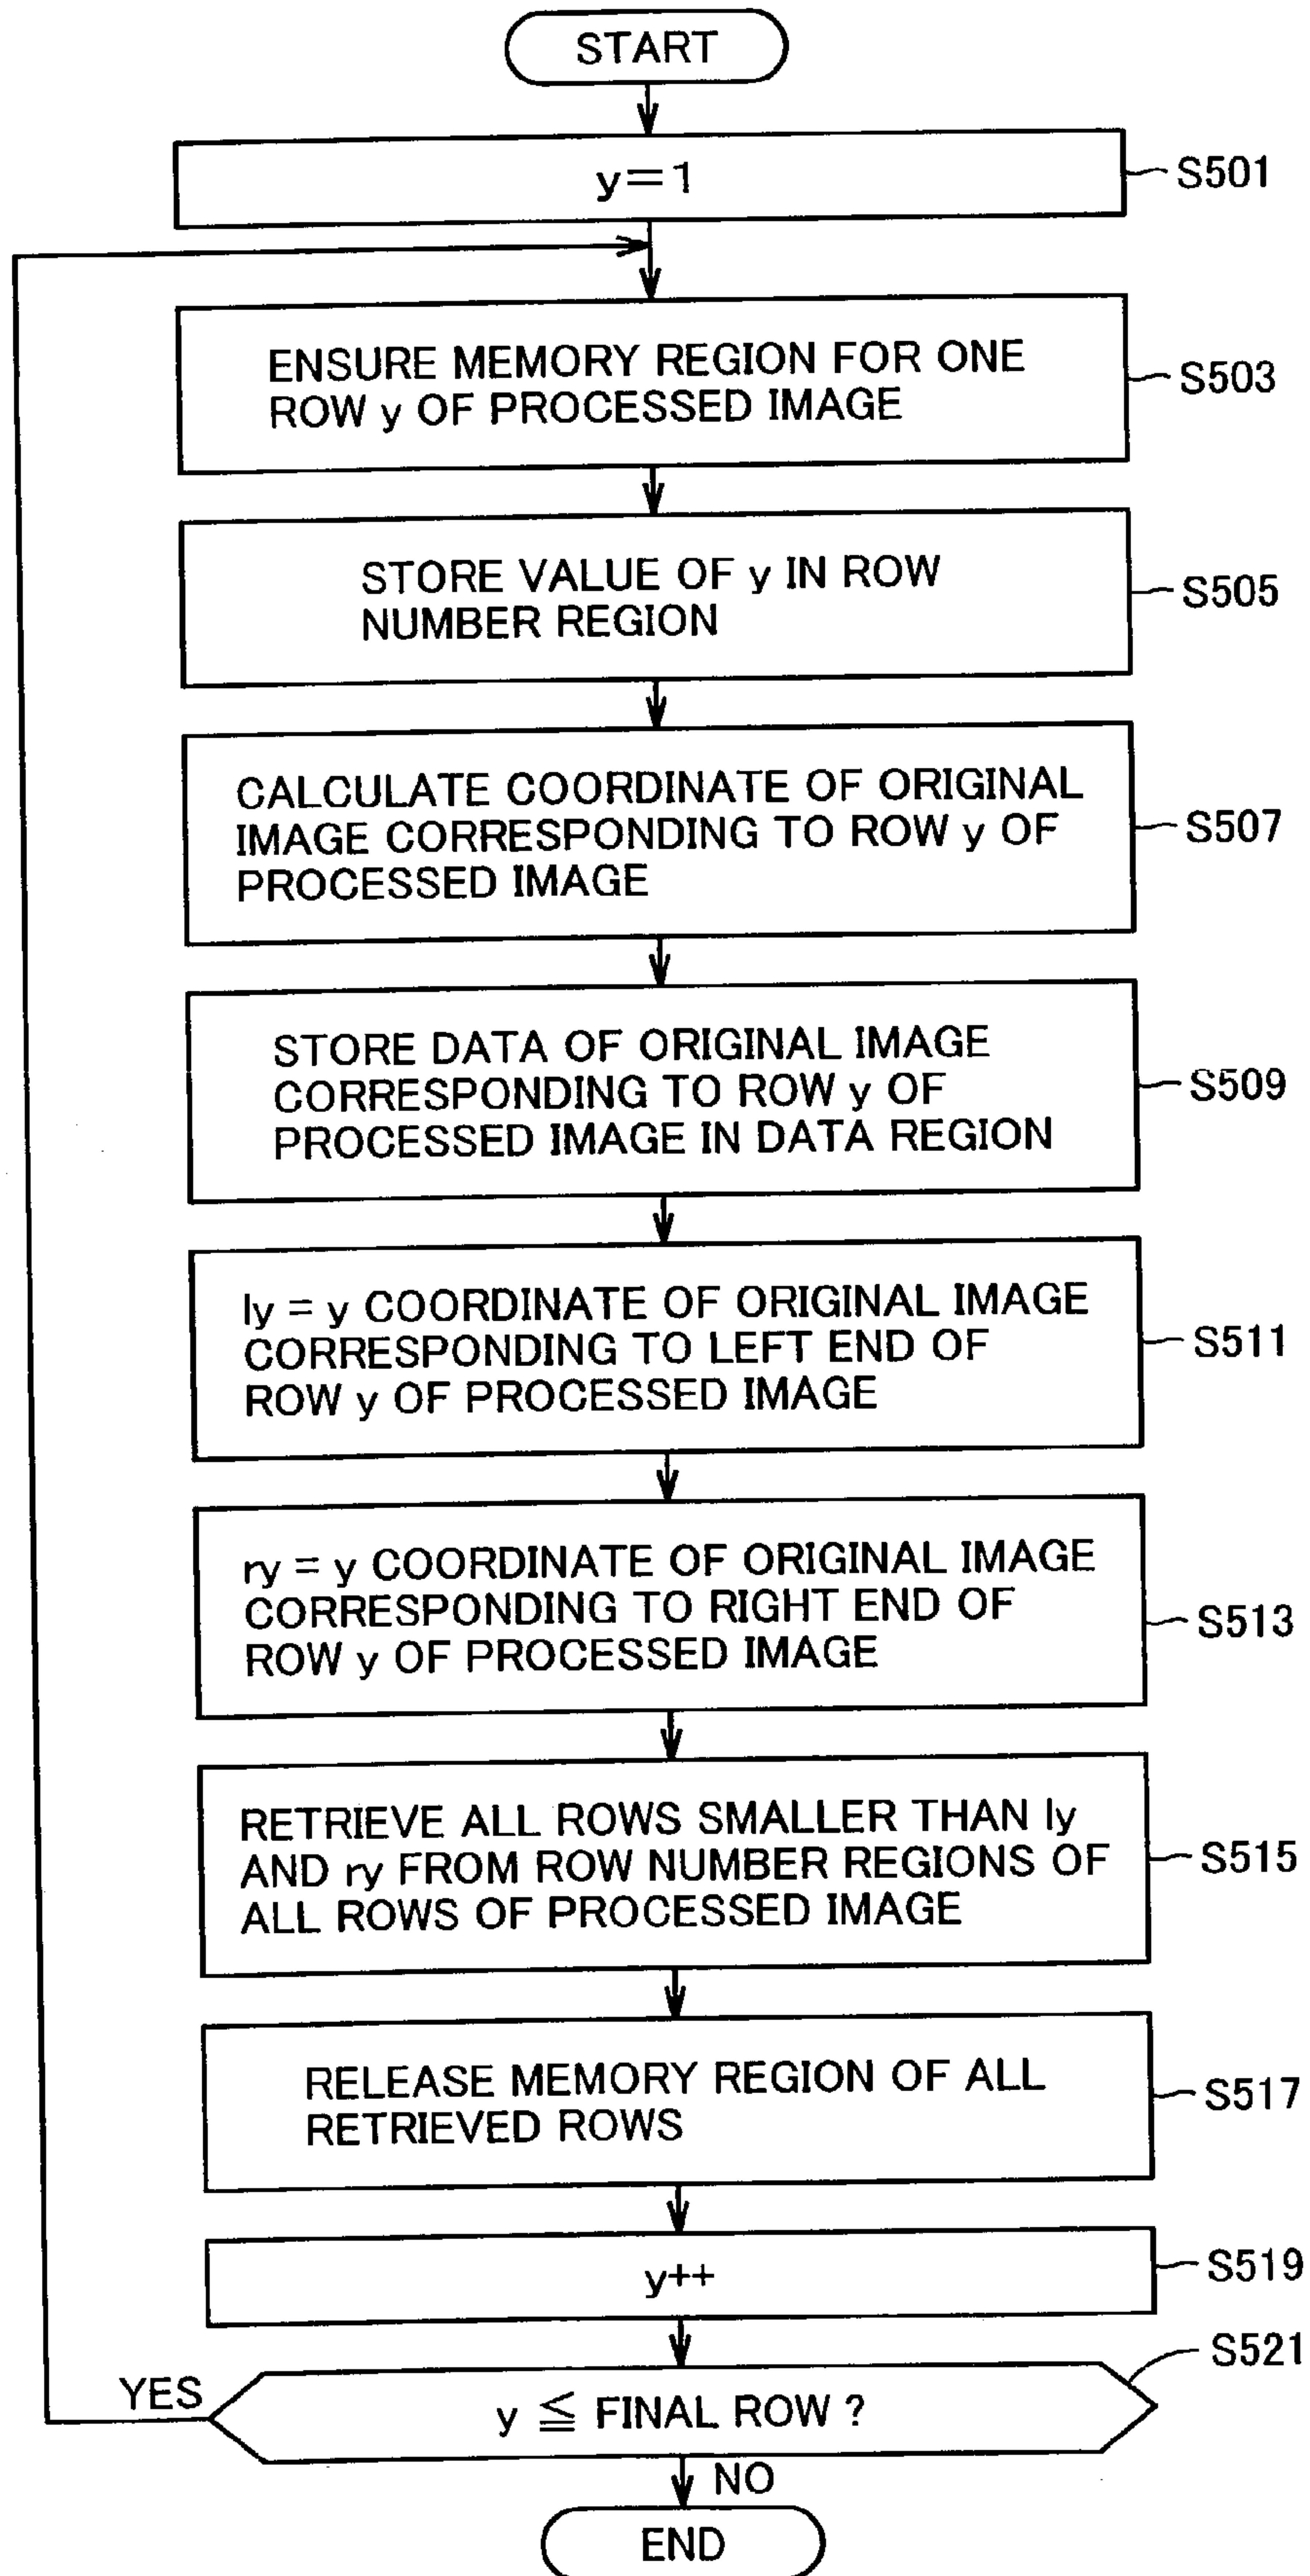 START
y=1
S501
ENSURE MEMORY REGION FOR ONE
ROW y OF PROCESSED IMAGE
S503
STORE VALUE OF y IN ROW
NUMBER REGION
S505
CALCULATE COORDINATE OF ORIGINAL
IMAGE CORRESPONDING TO ROW y OF
PROCESSED IMAGE
S507
STORE DATA OF ORIGINAL IMAGE
CORRESPONDING TO ROW y OF
PROCESSED IMAGE IN DATA REGION
S509
ly = y COORDINATE OF ORIGINAL IMAGE
CORRESPONDING TO LEFT END OF
ROW y OF PROCESSED IMAGE
S511
ry = y COORDINATE OF ORIGINAL IMAGE
CORRESPONDING TO RIGHT END OF
ROW y OF PROCESSED IMAGE
S513
RETRIEVE ALL ROWS SMALLER THAN ly
AND ry FROM ROW NUMBER REGIONS OF
ALL ROWS OF PROCESSED IMAGE
S515
RELEASE MEMORY REGION OF ALL
RETRIEVED ROWS
S517
y++
S519
S521
YES
y ≦ FINAL ROW ?
NO
END